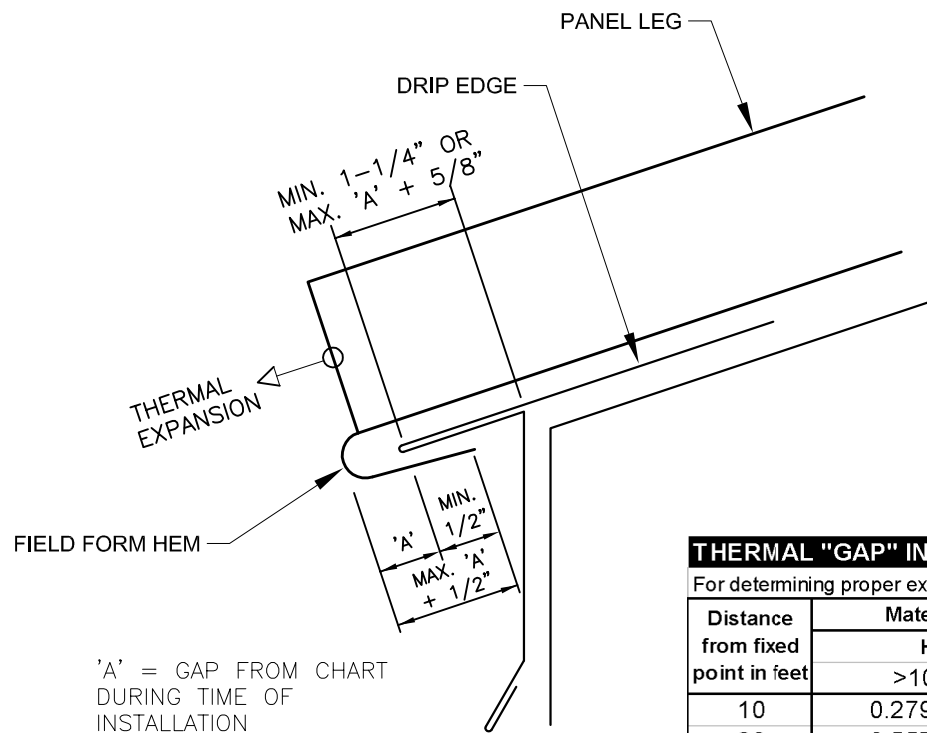 PANEL LEG
DRIP EDGE
MIN. 1-1/4" OR
MAX. 'A' + 5/8"
THERMAL
EXPANSION
FIELD FORM HEM
'A'
MIN.
1/2"
MAX. 'A'
+ 1/2"
'A' = GAP FROM CHART
DURING TIME OF
INSTALLATION
THERMAL "GAP" IN
For determining proper ex
Distance
from fixed
point in feet
Mate
H
>10
10
0.279